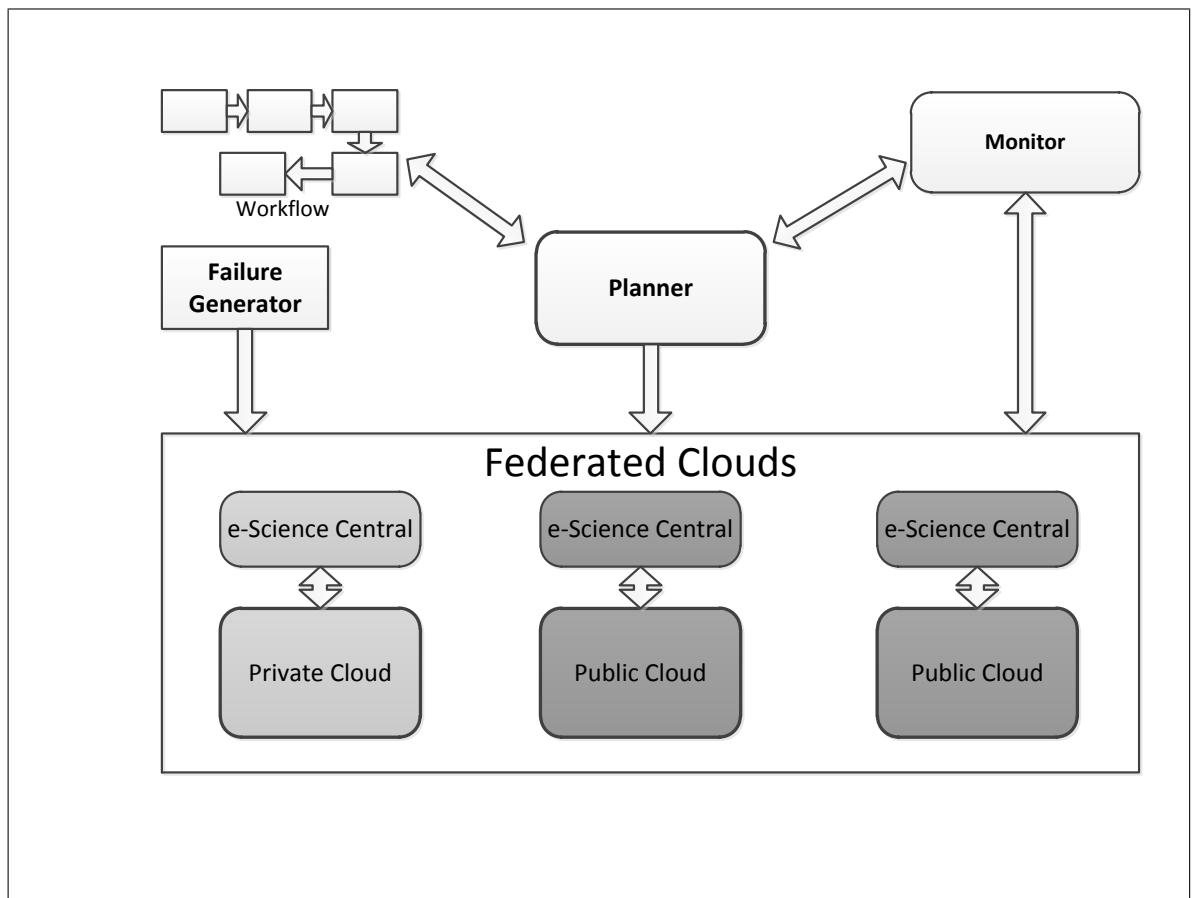 Monitor
Workflow
Failure
Generator
Planner
Federated Clouds
e-Science Central
e-Science Central
e-Science Central
Private Cloud
Public Cloud
Public Cloud